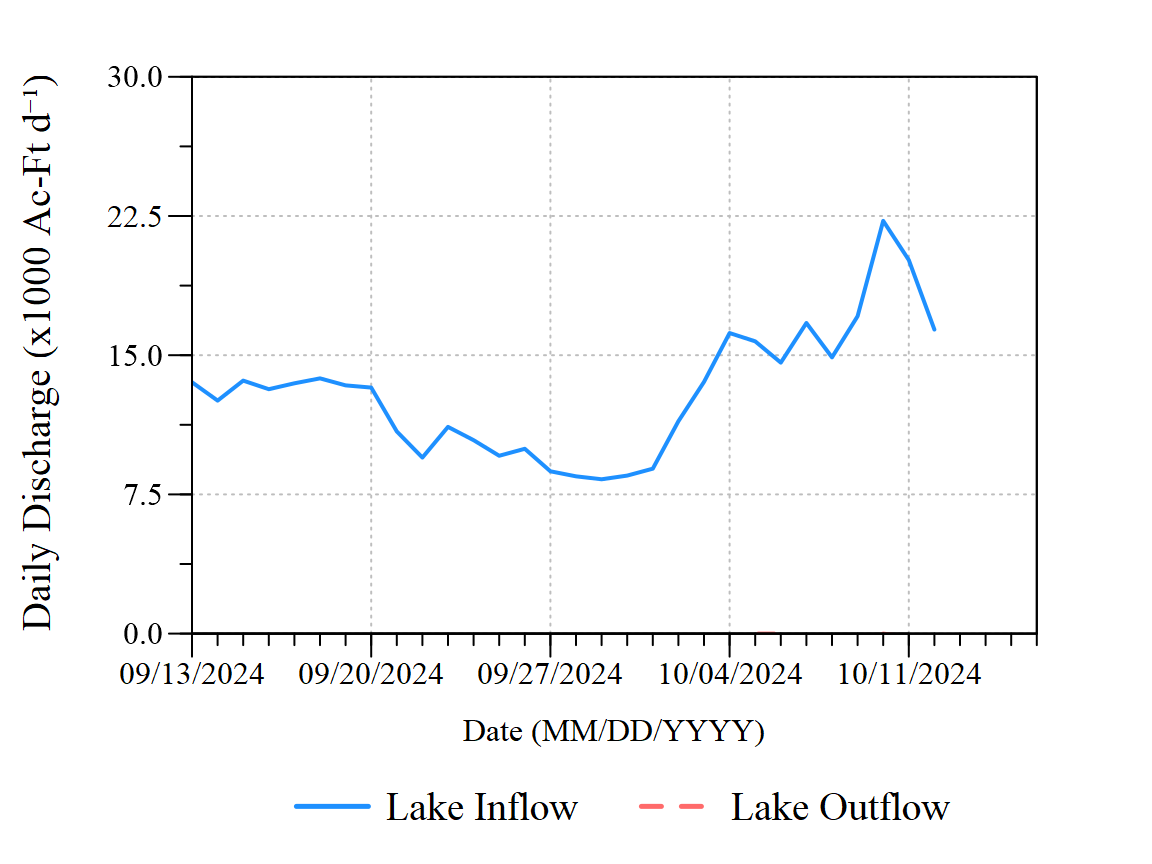 Daily Discharge (x1000 Ac-Ft d⁻¹)
30.0
22.5
15.0
7.5
0.0
09/13/2024 09/20/2024 09/27/2024 10/04/2024 10/11/2024
Date (MM/DD/YYYY)
Lake Inflow Lake Outflow